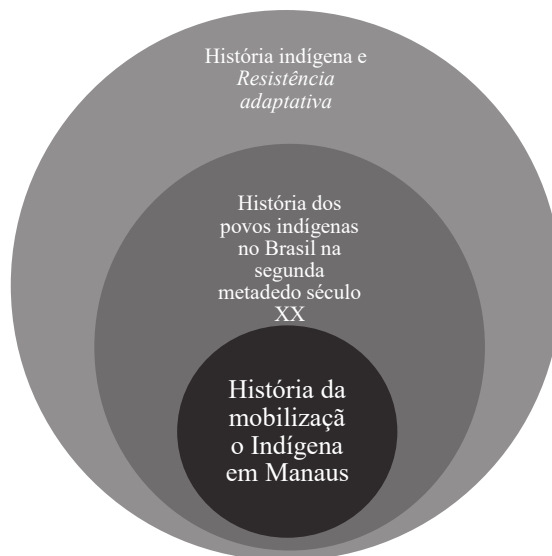 História indígena e
Resistência
adaptativa
História dos
povos indígenas
no Brasil na
segunda
metadedo século
XX
História da
mobilizaçã
o Indígena
em Manaus